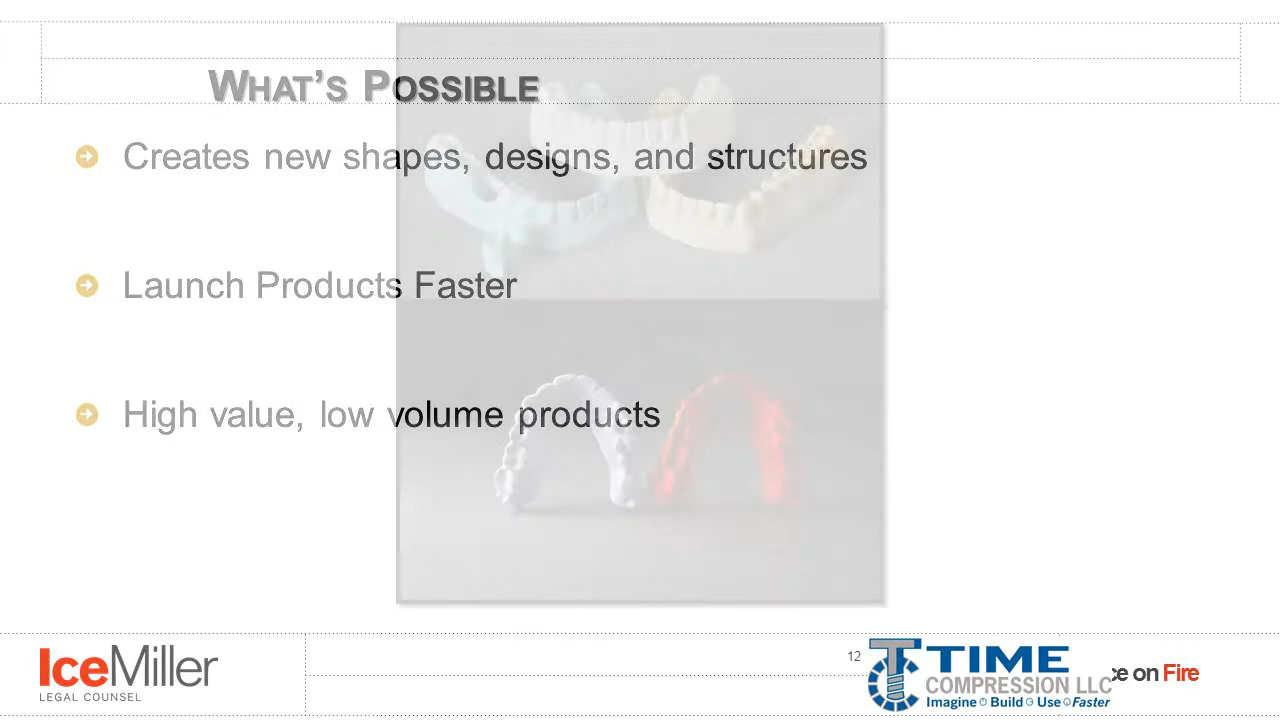 WHAT'S POSSIBLE
Creates new shapes, designs, and structures
Launch Products Faster
High value, low volume products
IceMiller
LEGAL COUNSEL
12
TIME
COMPRESSION LLC
Imagine Build Use Faster
on Fire